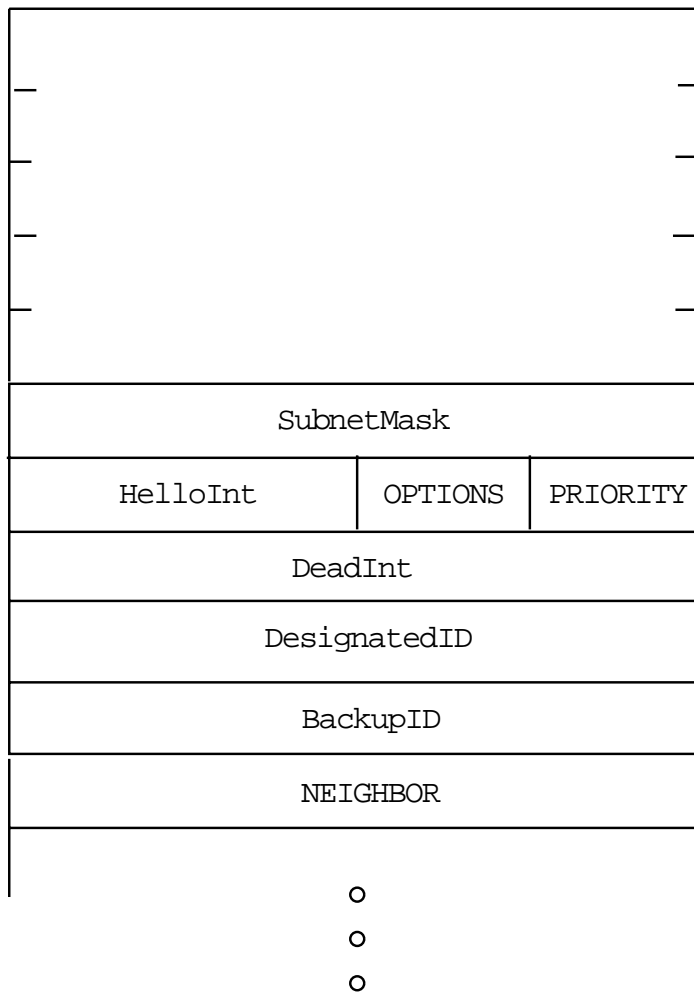 SubnetMask
HelloInt OPTIONS PRIORITY
DeadInt
DesignatedID
BackupID
NEIGHBOR